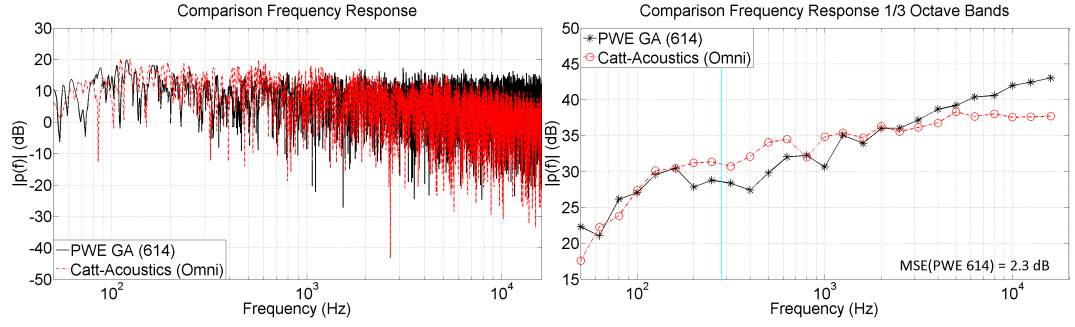 Comparison Frequency Response
30
20
10
0
-10
-20
-30
-40
-50
|p(f)| (dB)
PWE GA (614)
Catt-Acoustics (Omni)
10^2
10^3
10^4
Frequency (Hz)
Comparison Frequency Response 1/3 Octave Bands
50
45
40
35
30
25
20
15
|p(f)| (dB)
PWE GA (614)
Catt-Acoustics (Omni)
MSE(PWE 614) = 2.3 dB
10^2
10^3
10^4
Frequency (Hz)